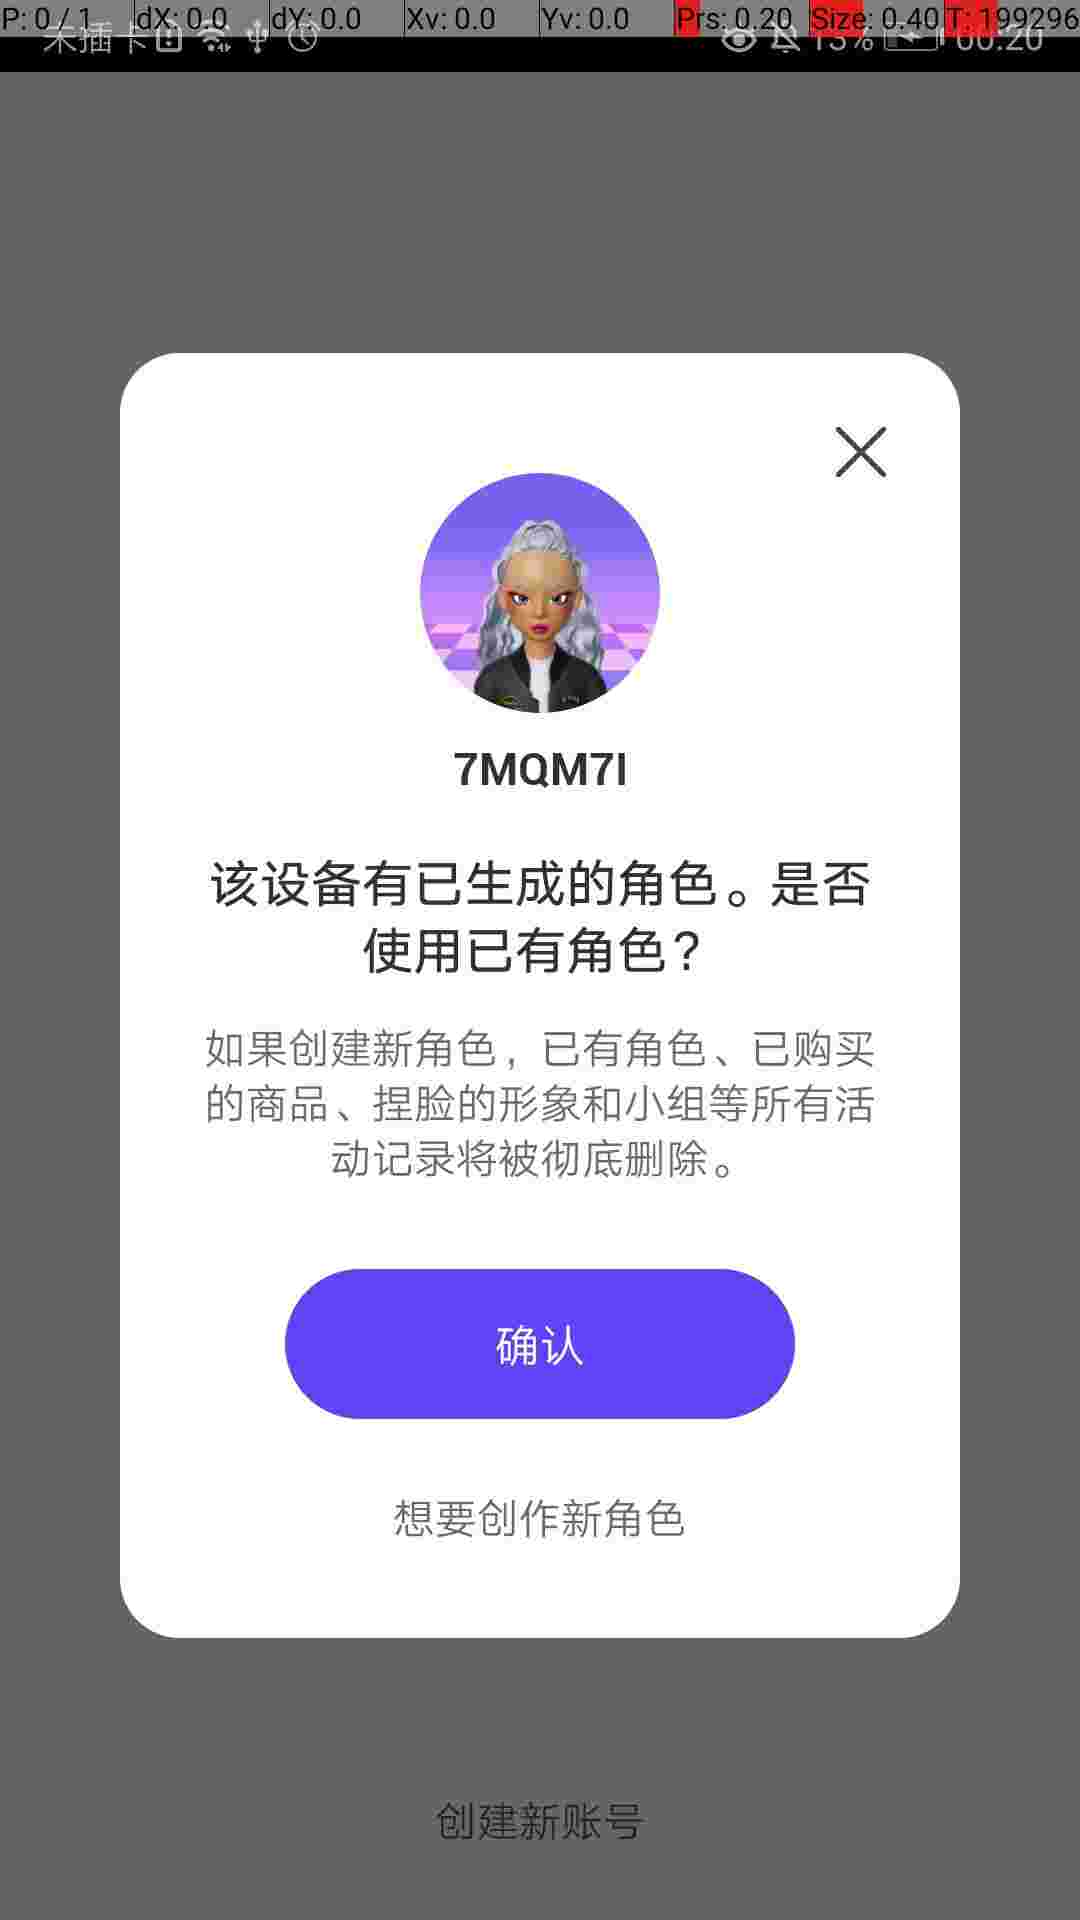 P: 0 / 1 dX: 0.0 dY: 0.0 Xv: 0.0 Yv: 0.0 Prs: 0.20 Size: 0.40 T: 199296
未插卡 13% 00:20
7MQM7I
该设备有已生成的角色。是否
使用已有角色？
如果创建新角色，已有角色、已购买
的商品、捏脸的形象和小组等所有活
动记录将被彻底删除。
确认
想要创作新角色
创建新账号